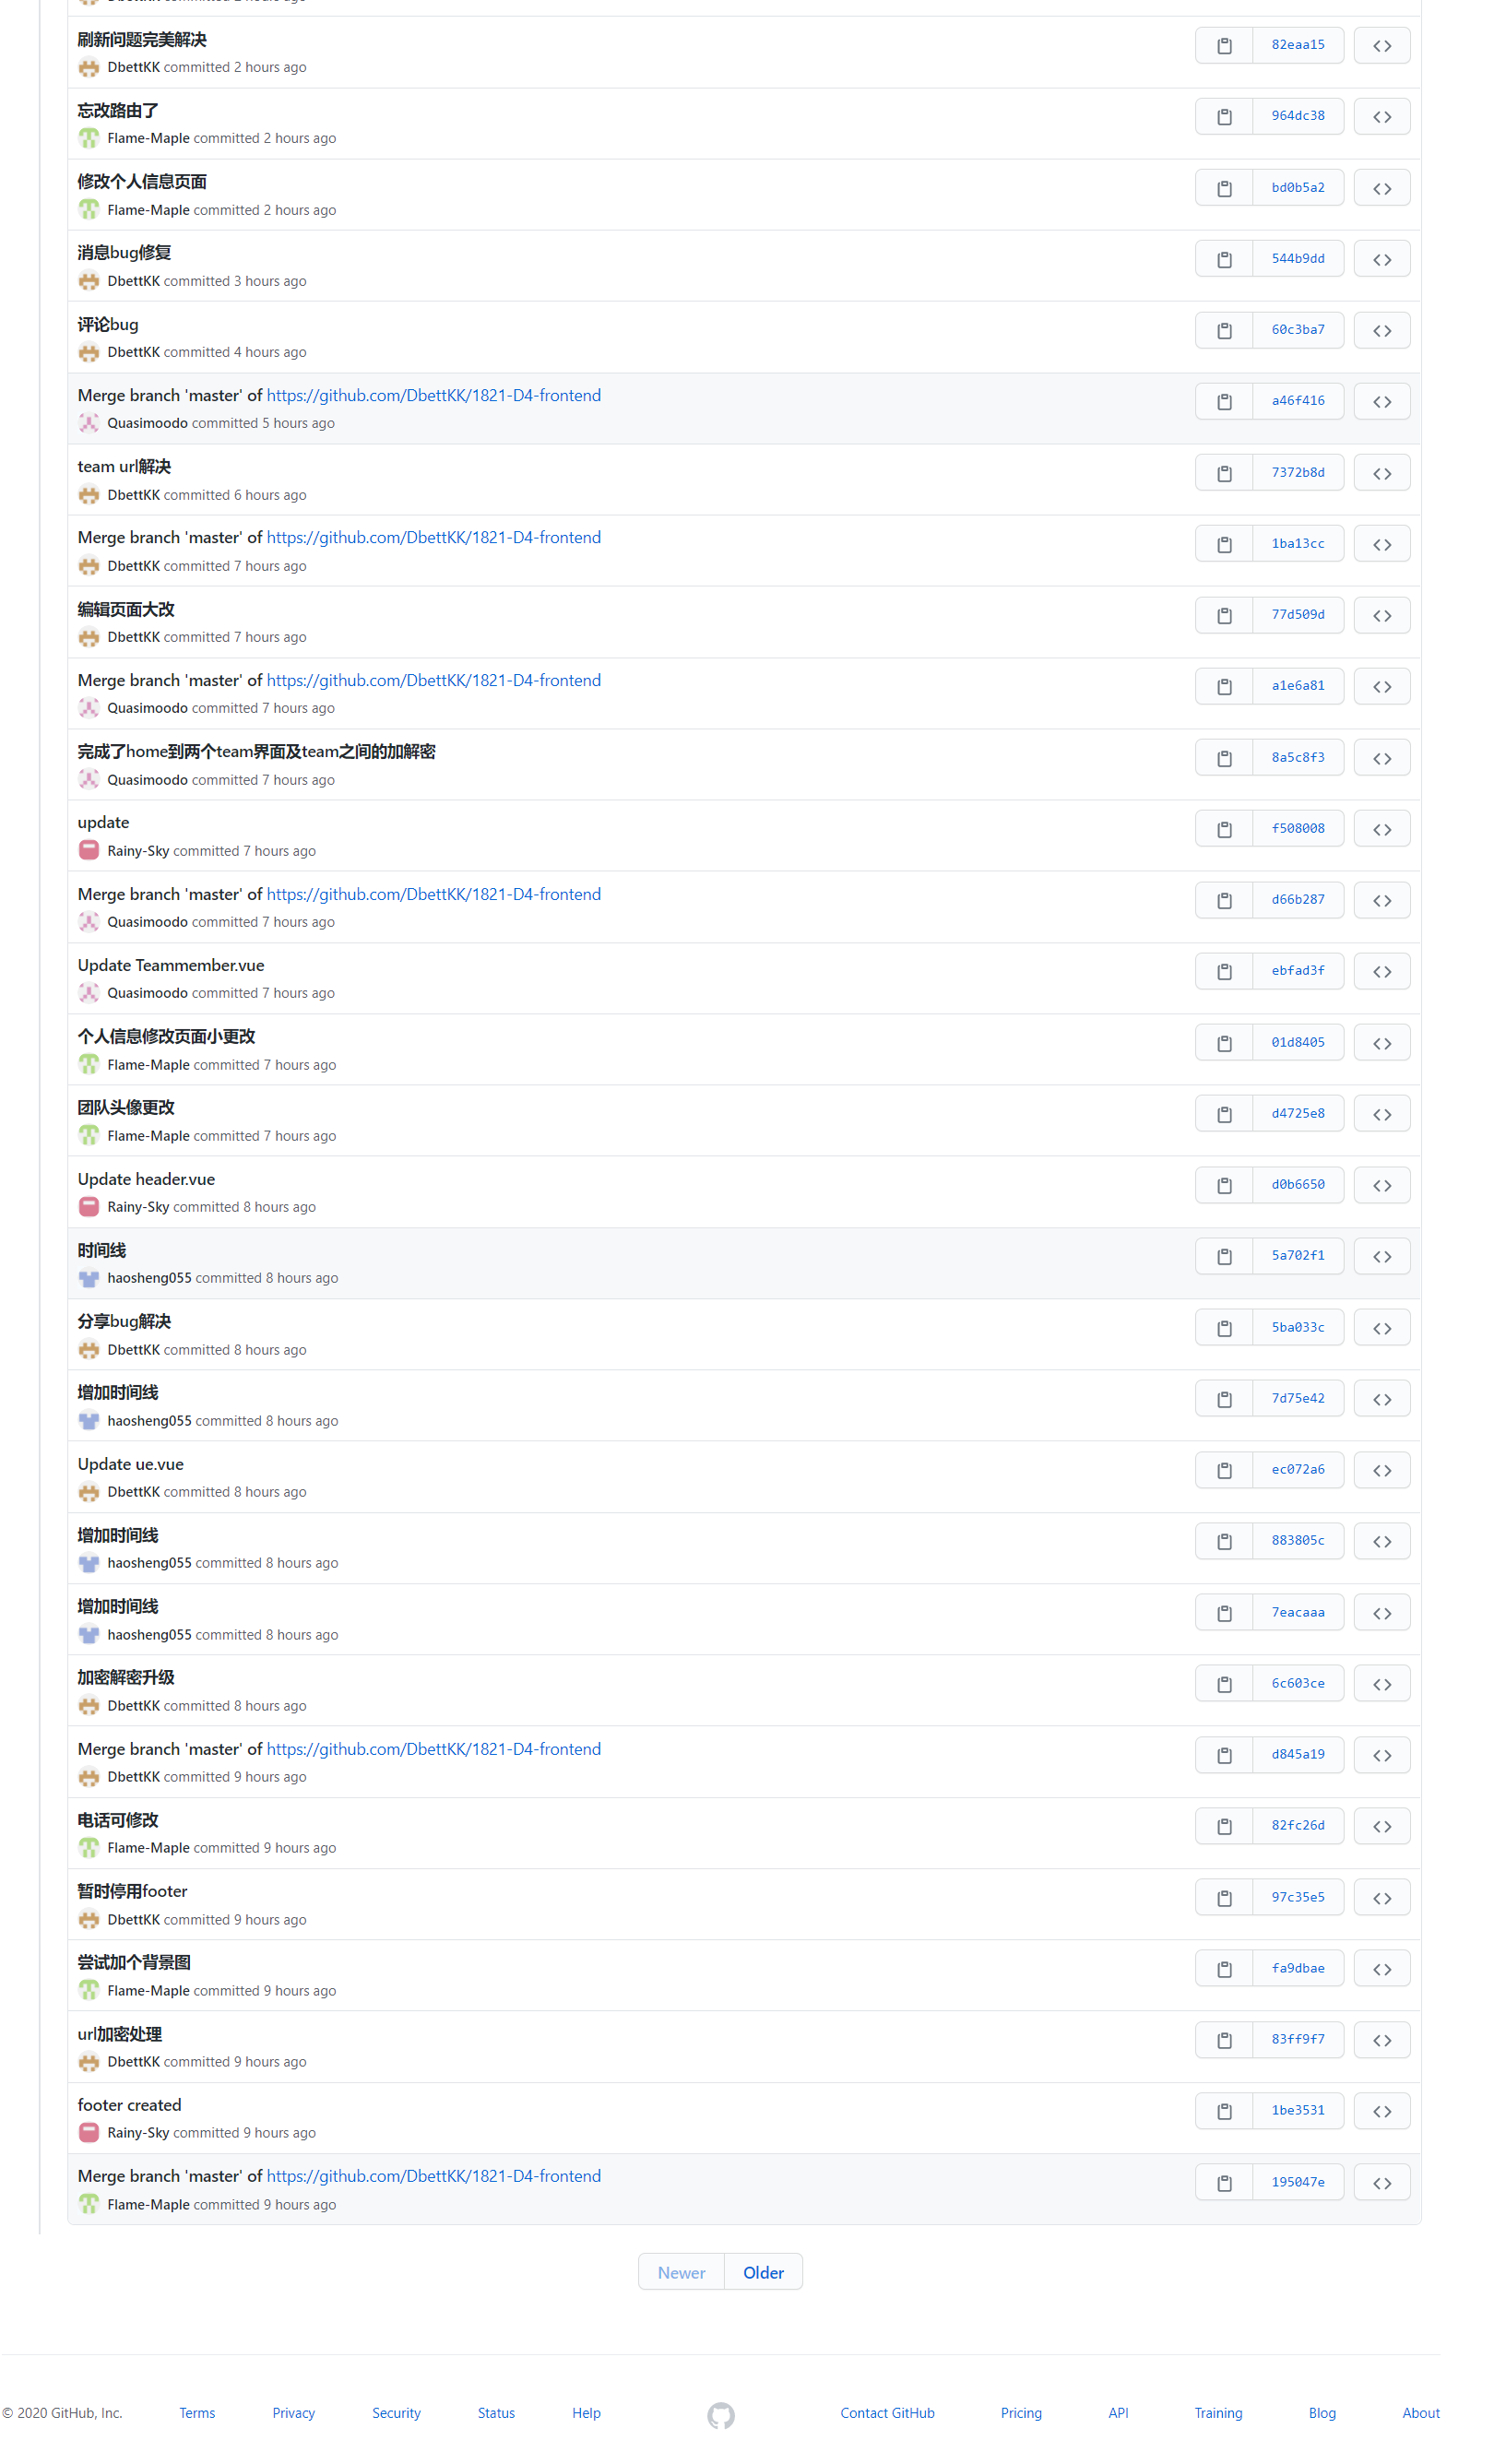 刷新问题完美解决
82eaa15
DbettKK committed 2 hours ago
忘改路由了
964dc38
Flame-Maple committed 2 hours ago
修改个人信息页面
bd0b5a2
Flame-Maple committed 2 hours ago
消息bug修复
544b9dd
DbettKK committed 3 hours ago
评论bug
60c3ba7
DbettKK committed 4 hours ago
Merge branch 'master' of https://github.com/DbettKK/1821-D4-frontend
a46f416
Quasimoodo committed 5 hours ago
team url解决
7372b8d
DbettKK committed 6 hours ago
Merge branch 'master' of https://github.com/DbettKK/1821-D4-frontend
1ba13cc
DbettKK committed 7 hours ago
编辑页面大改
77d509d
DbettKK committed 7 hours ago
Merge branch 'master' of https://github.com/DbettKK/1821-D4-frontend
a1e6a81
Quasimoodo committed 7 hours ago
完成了home到两个team界面及team之间的加解密
8a5c8f3
Quasimoodo committed 7 hours ago
update
f508008
Rainy-Sky committed 7 hours ago
Merge branch 'master' of https://github.com/DbettKK/1821-D4-frontend
d66b287
Quasimoodo committed 7 hours ago
Update Teammember.vue
ebfad3f
Quasimoodo committed 7 hours ago
个人信息修改页面小更改
01d8405
Flame-Maple committed 7 hours ago
团队头像更改
d4725e8
Flame-Maple committed 7 hours ago
Update header.vue
d0b6650
Rainy-Sky committed 8 hours ago
时间线
5a702f1
haosheng055 committed 8 hours ago
分享bug解决
5ba033c
DbettKK committed 8 hours ago
增加时间线
7d75e42
haosheng055 committed 8 hours ago
Update ue.vue
ec072a6
DbettKK committed 8 hours ago
增加时间线
883805c
haosheng055 committed 8 hours ago
增加时间线
7eacaaa
haosheng055 committed 8 hours ago
加密解密升级
6c603ce
DbettKK committed 8 hours ago
Merge branch 'master' of https://github.com/DbettKK/1821-D4-frontend
d845a19
DbettKK committed 9 hours ago
电话可修改
82fc26d
Flame-Maple committed 9 hours ago
暂时停用footer
97c35e5
DbettKK committed 9 hours ago
尝试加个背景图
fa9dbae
Flame-Maple committed 9 hours ago
url加密处理
83ff9f7
DbettKK committed 9 hours ago
footer created
1be3531
Rainy-Sky committed 9 hours ago
Merge branch 'master' of https://github.com/DbettKK/1821-D4-frontend
195047e
Flame-Maple committed 9 hours ago
Newer Older
© 2020 GitHub, Inc. Terms Privacy Security Status Help Contact GitHub Pricing API Training Blog About